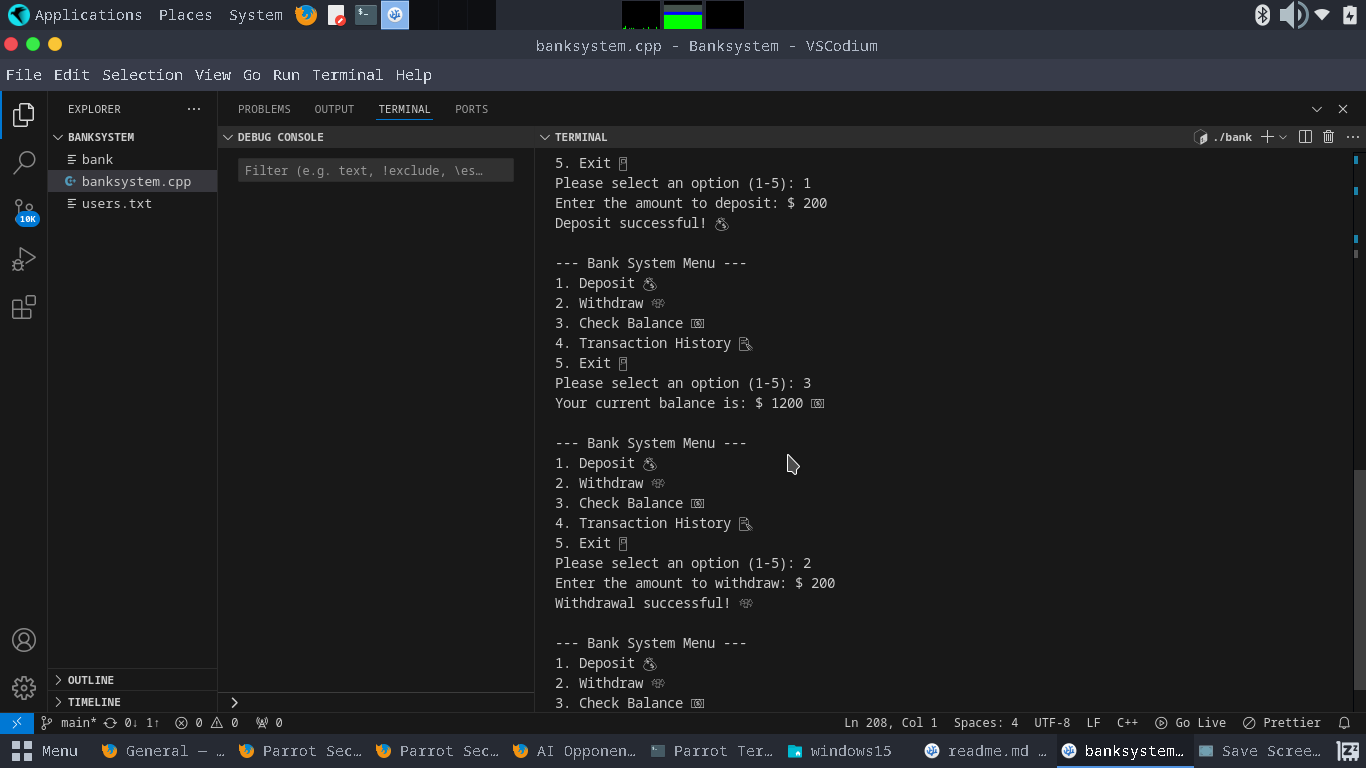 Applications Places System
banksystem.cpp - Banksystem - VSCodium
File Edit Selection View Go Run Terminal Help
EXPLORER ···
BANKSYSTEM
bank
banksystem.cpp
users.txt
10K
OUTLINE
TIMELINE
PROBLEMS OUTPUT TERMINAL PORTS
DEBUG CONSOLE
Filter (e.g. text, !exclude, \es…
TERMINAL
./bank
5. Exit 🚪
Please select an option (1-5): 1
Enter the amount to deposit: $ 200
Deposit successful! 💰
--- Bank System Menu ---
1. Deposit 💰
2. Withdraw 💸
3. Check Balance 💵
4. Transaction History 📝
5. Exit 🚪
Please select an option (1-5): 3
Your current balance is: $ 1200 💵
--- Bank System Menu ---
1. Deposit 💰
2. Withdraw 💸
3. Check Balance 💵
4. Transaction History 📝
5. Exit 🚪
Please select an option (1-5): 2
Enter the amount to withdraw: $ 200
Withdrawal successful! 💸
--- Bank System Menu ---
1. Deposit 💰
2. Withdraw 💸
3. Check Balance 💵
main* 0↓ 1↑ 0 0 0
Ln 208, Col 1 Spaces: 4 UTF-8 LF C++ Go Live Prettier
Menu General — … Parrot Sec… Parrot Sec… AI Opponen… Parrot Ter… windows15 readme.md … banksystem… Save Scree…